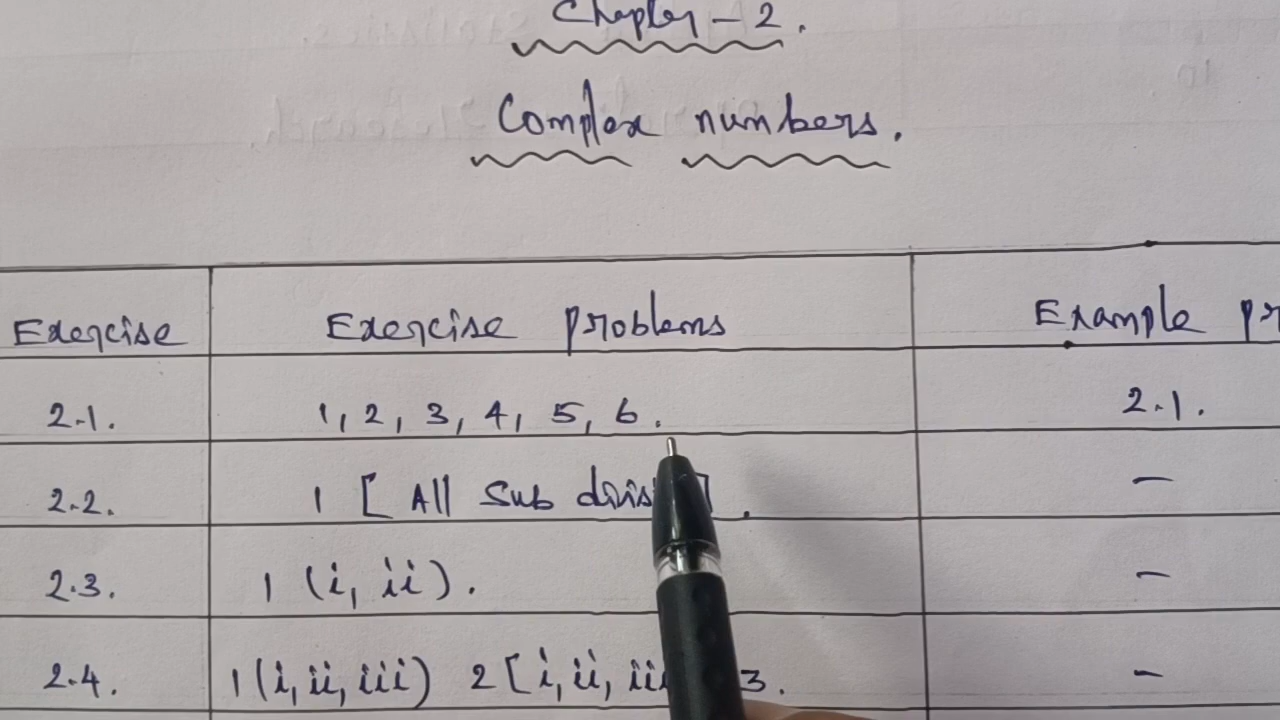 Chapter - 2.
Complex numbers.
Exercise Exercise problems Example
2.1. 1, 2, 3, 4, 5, 6. 2.1.
2.2. 1 [ All Sub ] . -
2.3. 1 (i, ii). -
2.4. 1 (i, ii, iii) 2 [ i, ii, iii 3. -